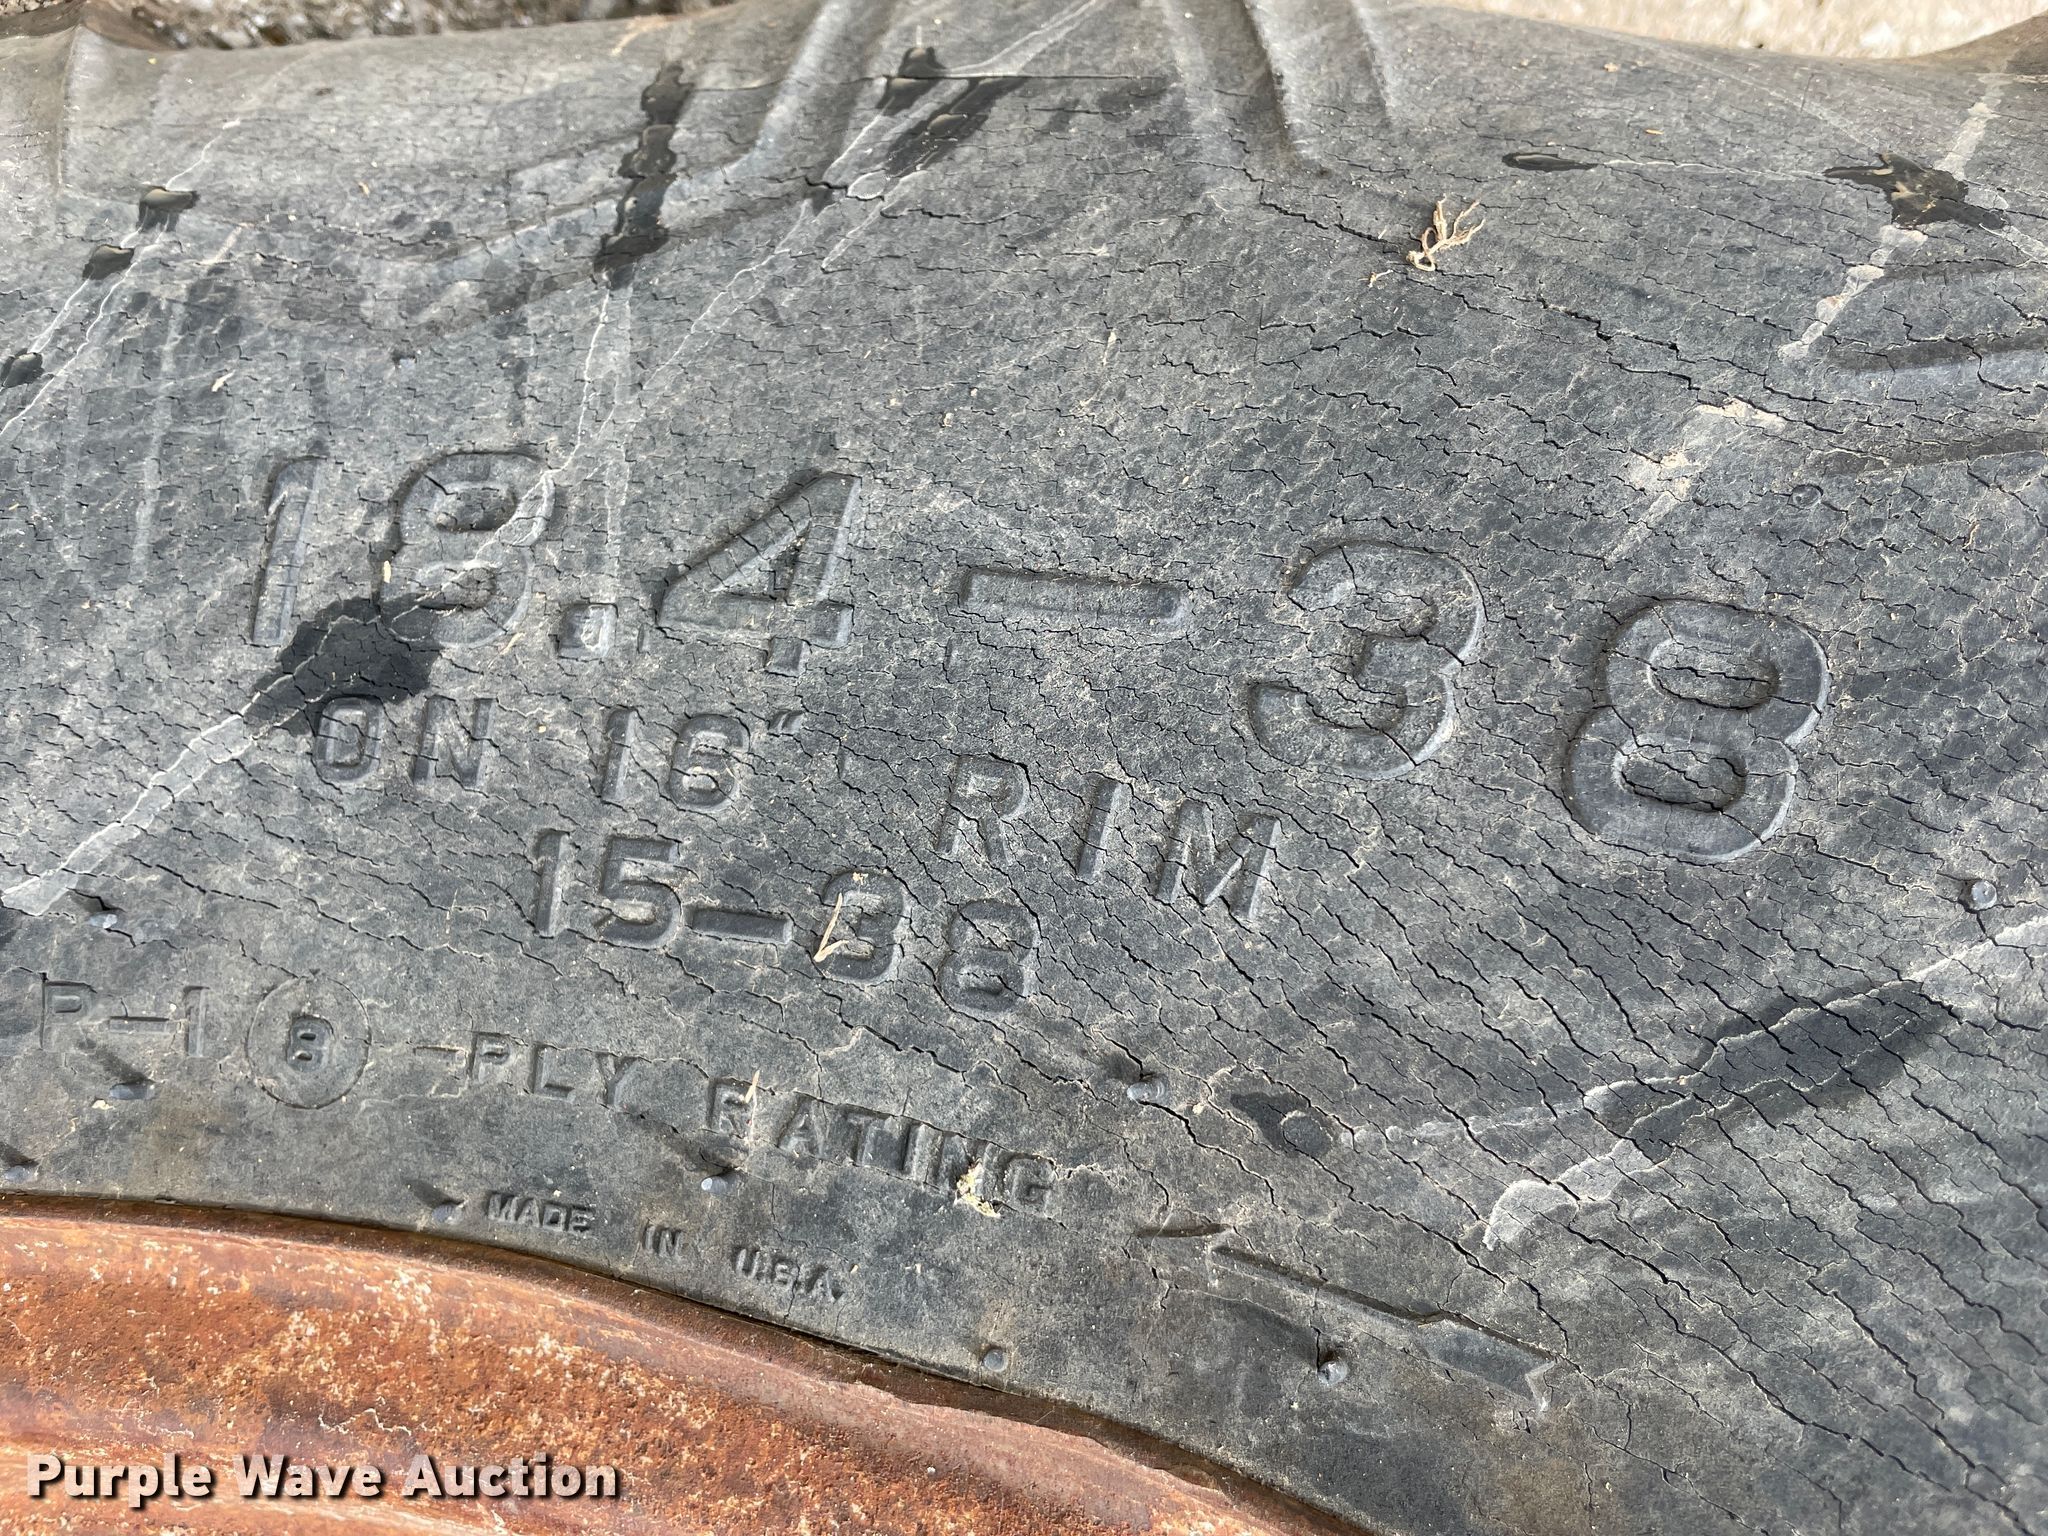 18.4-38
ON 16" RIM
15-38
R-1 8 -PLY RATING
MADE IN U.S.A.
Purple Wave Auction